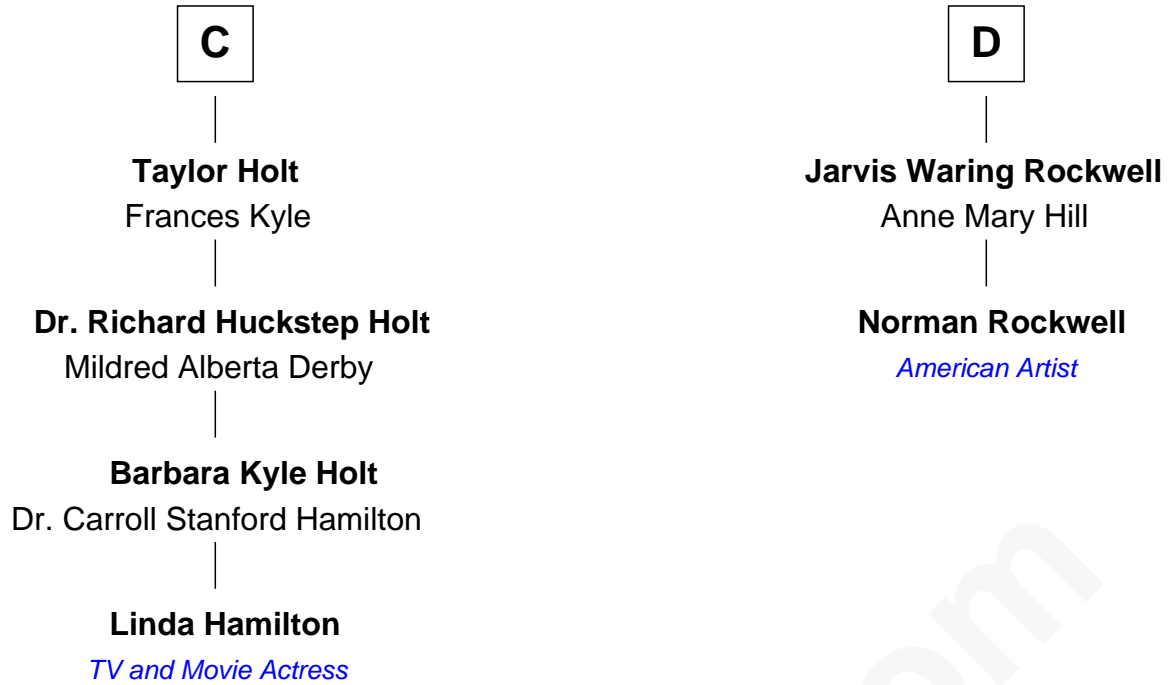 C
Taylor Holt
Frances Kyle
Dr. Richard Huckstep Holt
Mildred Alberta Derby
Barbara Kyle Holt
Dr. Carroll Stanford Hamilton
Linda Hamilton
TV and Movie Actress
D
Jarvis Waring Rockwell
Anne Mary Hill
Norman Rockwell
American Artist
om